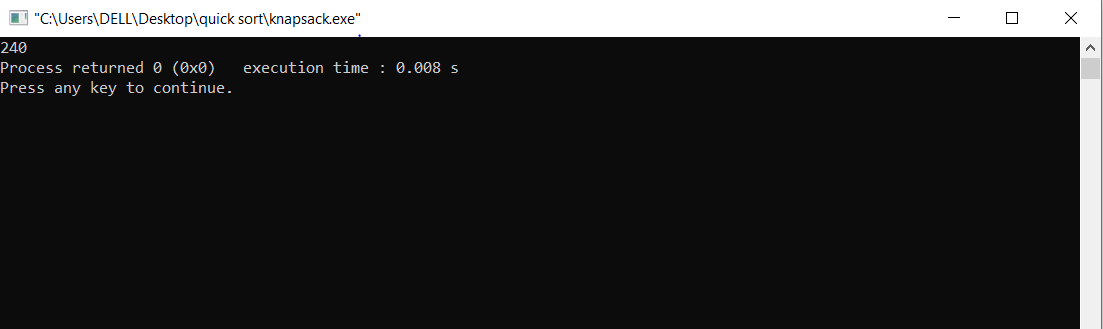 "C:\Users\DELL\Desktop\quick sort\knapsack.exe"
240
Process returned 0 (0x0)   execution time : 0.008 s
Press any key to continue.